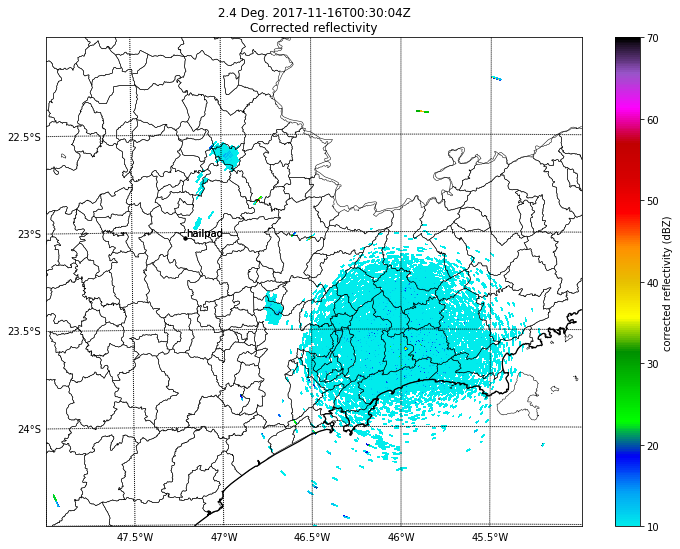 2.4 Deg. 2017-11-16T00:30:04Z
Corrected reflectivity
22.5°S
23°S
23.5°S
24°S
hailpad
47.5°W
47°W
46.5°W
46°W
45.5°W
70
60
50
40
30
20
10
corrected reflectivity (dBZ)